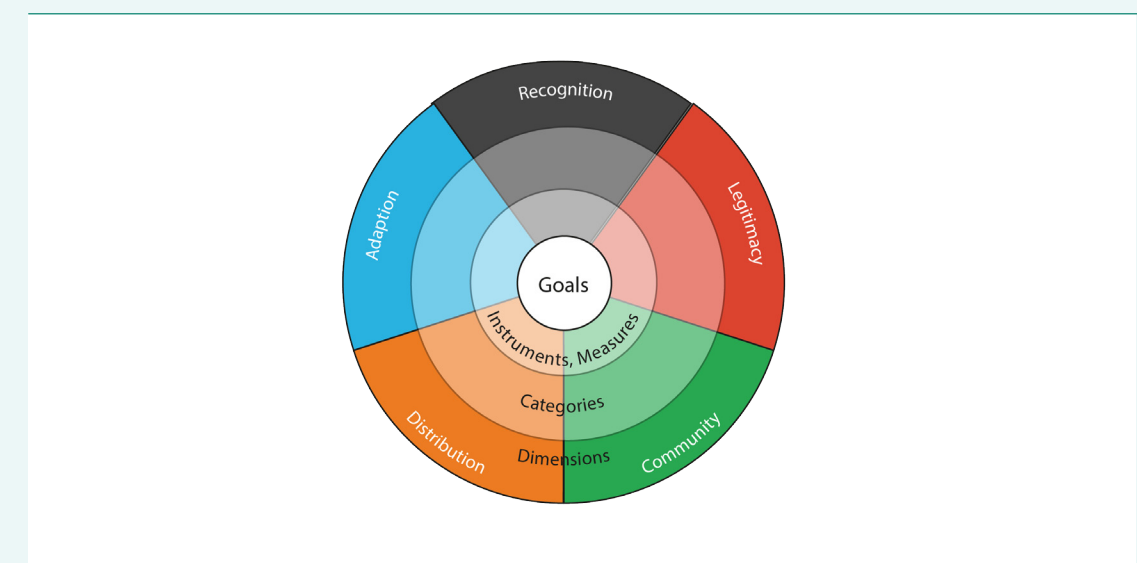 Recognition
Adaption
Legitimacy
Goals
Instruments, Measures
Categories
Distribution
Dimensions
Community